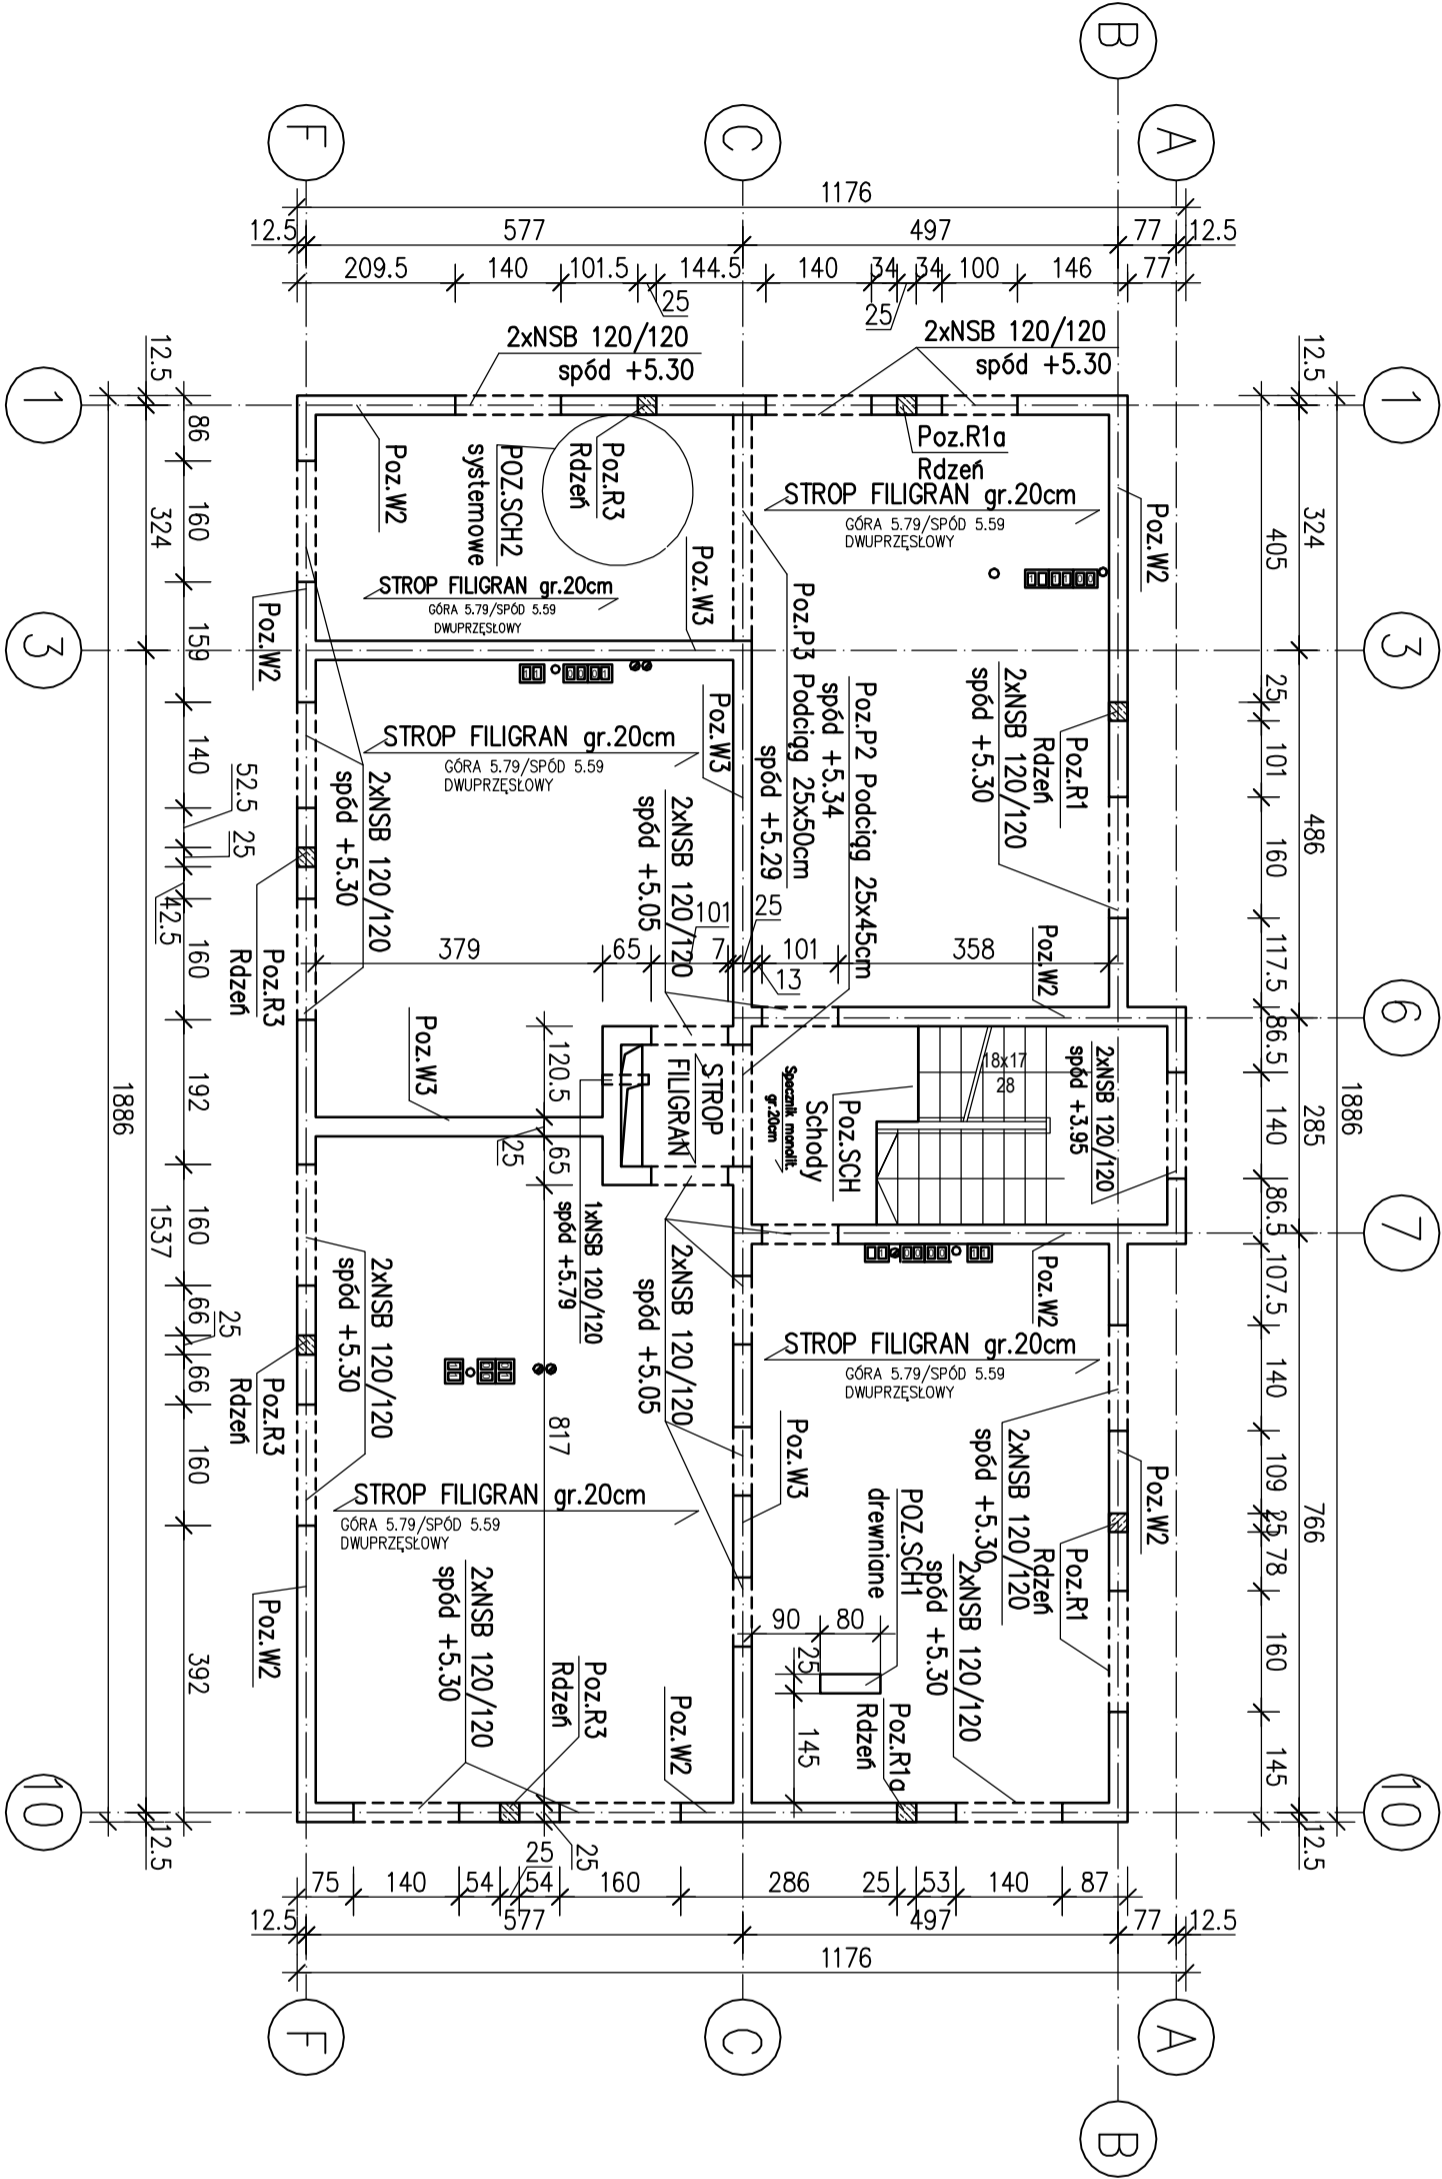 B
A
C
F
1176
12.5
577
497
77
12.5
209.5
140
101.5
144.5
140
34
34
100
146
77
25
25
2xNSB 120/120
spód +5.30
2xNSB 120/120
spód +5.30
12.5
12.5
1
1
Poz.R1a
Rdzeń
STROP FILIGRAN gr.20cm
GÓRA 5.79/SPÓD 5.59
DWUPRZĘSŁOWY
Poz.W2
Poz.W2
POZ.SCH2
systemowe
Poz.R3
Rdzeń
Poz.W3
STROP FILIGRAN gr.20cm
GÓRA 5.79/SPÓD 5.59
DWUPRZĘSŁOWY
Poz.W2
86
160
324
159
324
405
3
3
Poz.P3 Podciąg 25x50cm
spód +5.29
Poz.P2 Podciąg 25x45cm
spód +5.34
2xNSB 120/120
spód +5.30
Poz.R1
Rdzeń
25
101
486
160
117.5
Poz.W3
STROP FILIGRAN gr.20cm
GÓRA 5.79/SPÓD 5.59
DWUPRZĘSŁOWY
2xNSB 120/120
spód +5.05
2xNSB 120/120
spód +5.30
140
52.5
25
42.5
160
Poz.R3
Rdzeń
379
65
101
7
25
13
101
358
Poz.W2
6
86.5
Poz.W3
120.5
25
65
STROP
FILIGRAN
Spocznik monolit.
gr.20cm
Poz.SCH
Schody
18x17
28
2xNSB 120/120
spód +3.95
192
1886
1886
285
140
86.5
7
1537
160
1xNSB 120/120
spód +5.79
2xNSB 120/120
spód +5.05
Poz.W2
107.5
STROP FILIGRAN gr.20cm
GÓRA 5.79/SPÓD 5.59
DWUPRZĘSŁOWY
2xNSB 120/120
spód +5.30
66
25
66
Poz.R3
Rdzeń
817
140
2xNSB 120/120
spód +5.30
Poz.W2
Poz.W3
109
25
78
766
Poz.R1
Rdzeń
160
STROP FILIGRAN gr.20cm
GÓRA 5.79/SPÓD 5.59
DWUPRZĘSŁOWY
POZ.SCH1
drewniane
2xNSB 120/120
spód +5.30
2xNSB 120/120
spód +5.30
90
80
25
145
160
Poz.W2
392
Poz.R3
Rdzeń
Poz.W2
Poz.R1a
Rdzeń
145
10
10
12.5
12.5
25
25
75
140
54
54
160
286
25
53
140
87
12.5
577
497
77
12.5
1176
F
C
A
B